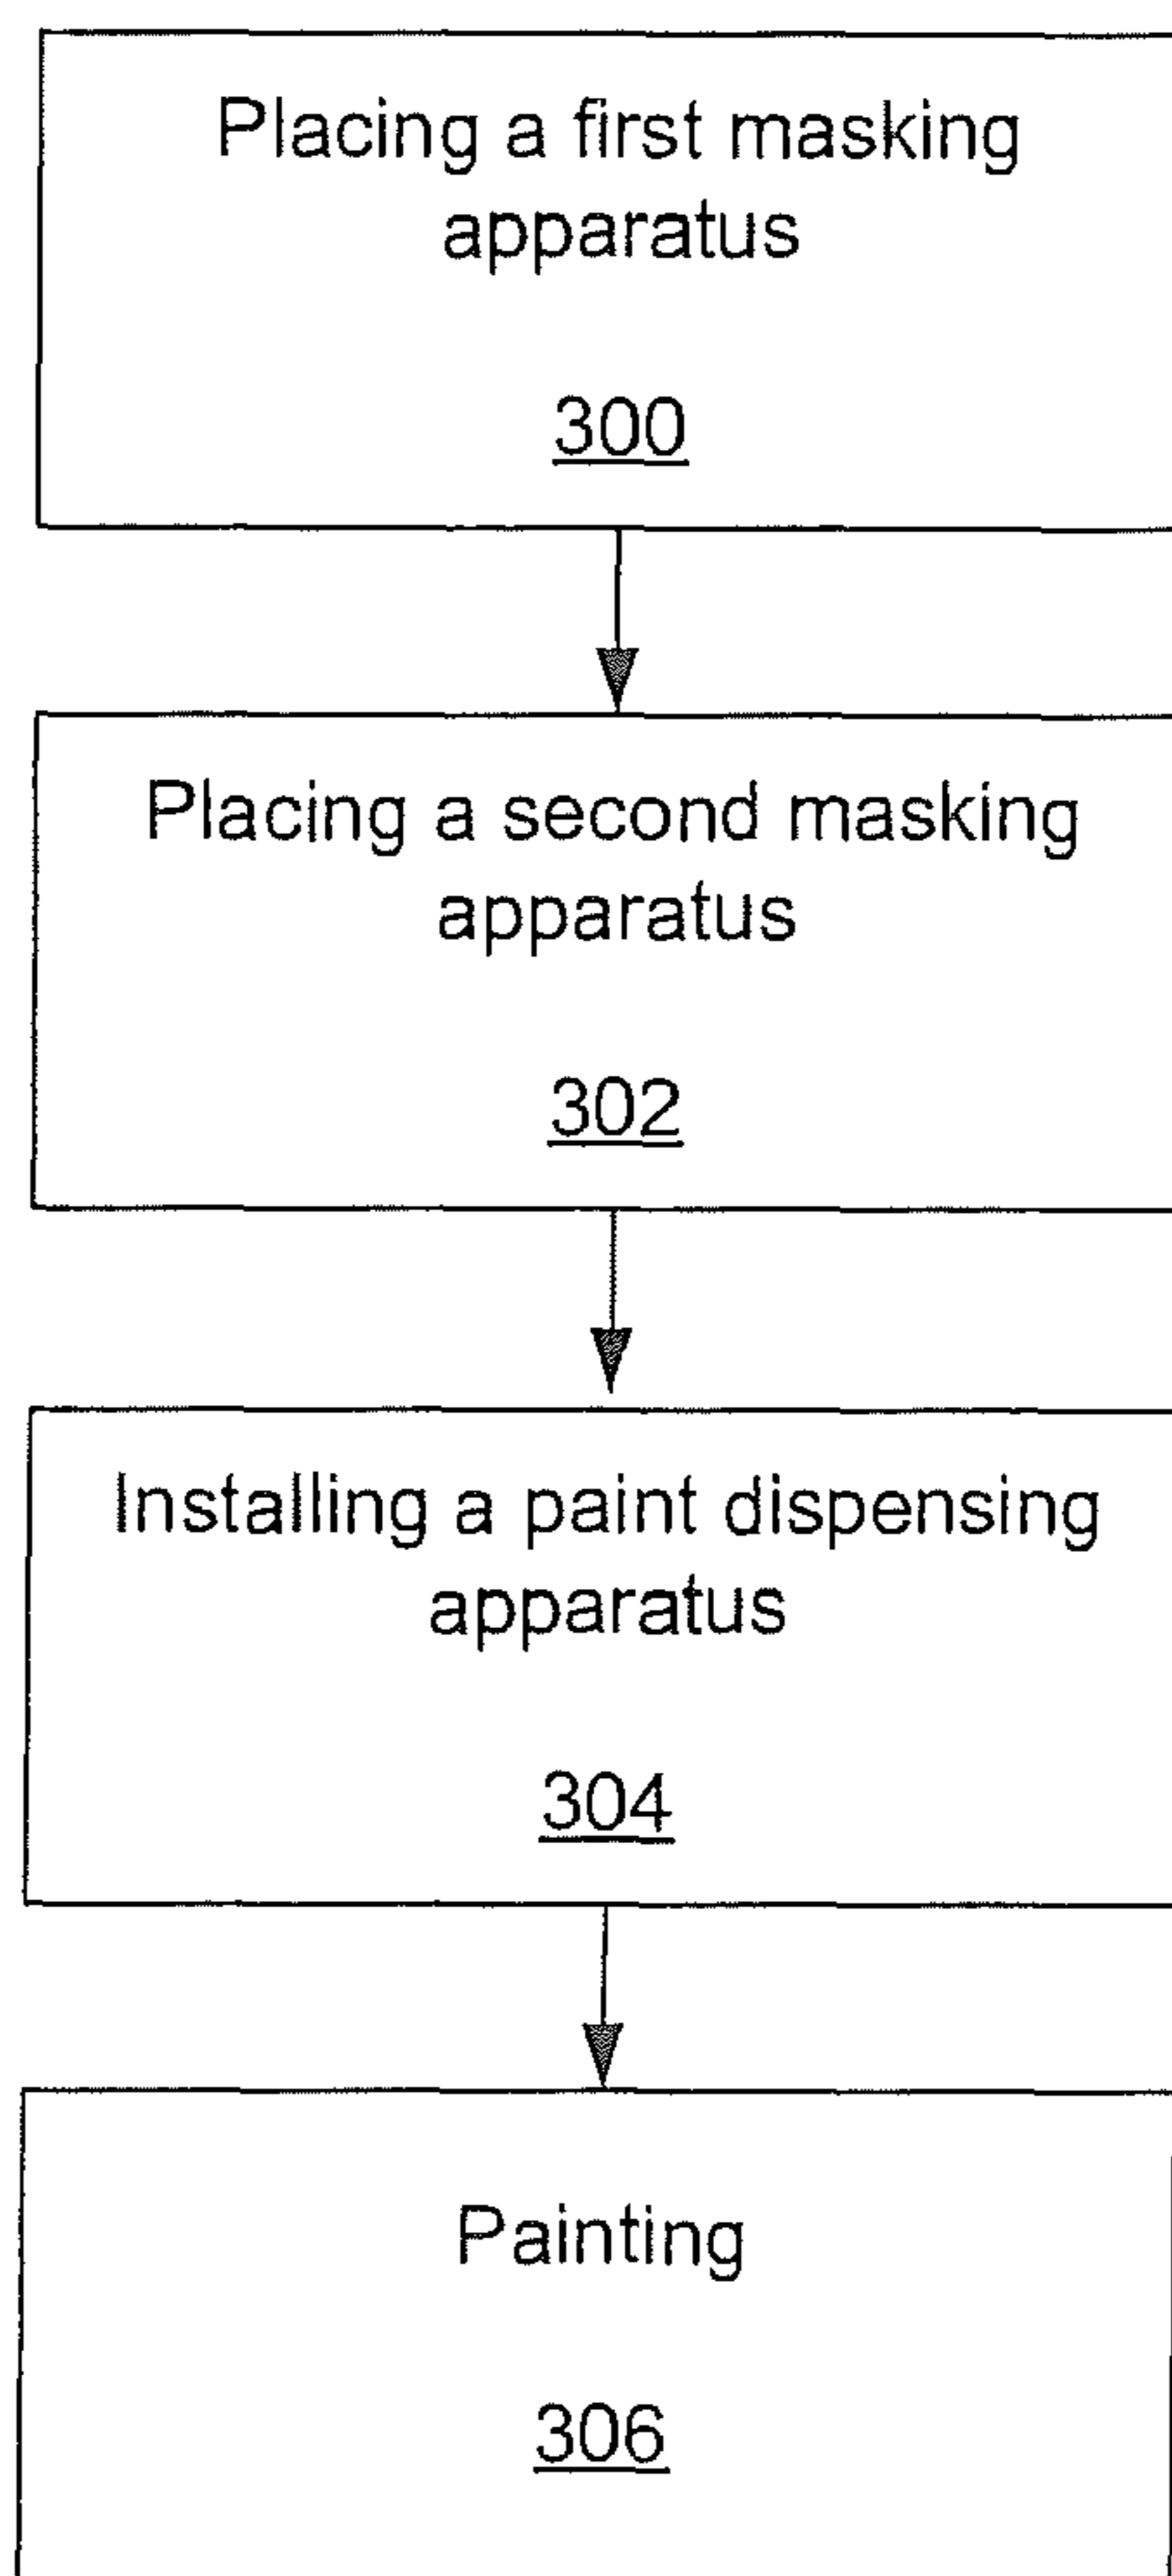 Placing a first masking
apparatus
300
Placing a second masking
apparatus
302
Installing a paint dispensing
apparatus
304
Painting
306